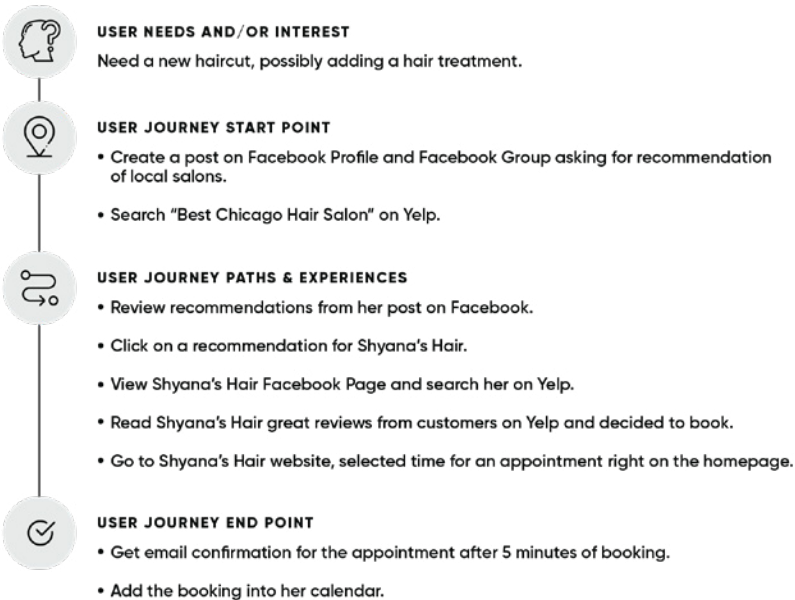 USER NEEDS AND/OR INTEREST
Need a new haircut, possibly adding a hair treatment.
USER JOURNEY START POINT
• Create a post on Facebook Profile and Facebook Group asking for recommendation
of local salons.
• Search “Best Chicago Hair Salon” on Yelp.
USER JOURNEY PATHS & EXPERIENCES
• Review recommendations from her post on Facebook.
• Click on a recommendation for Shyana’s Hair.
• View Shyana’s Hair Facebook Page and search her on Yelp.
• Read Shyana’s Hair great reviews from customers on Yelp and decided to book.
• Go to Shyana’s Hair website, selected time for an appointment right on the homepage.
USER JOURNEY END POINT
• Get email confirmation for the appointment after 5 minutes of booking.
• Add the booking into her calendar.